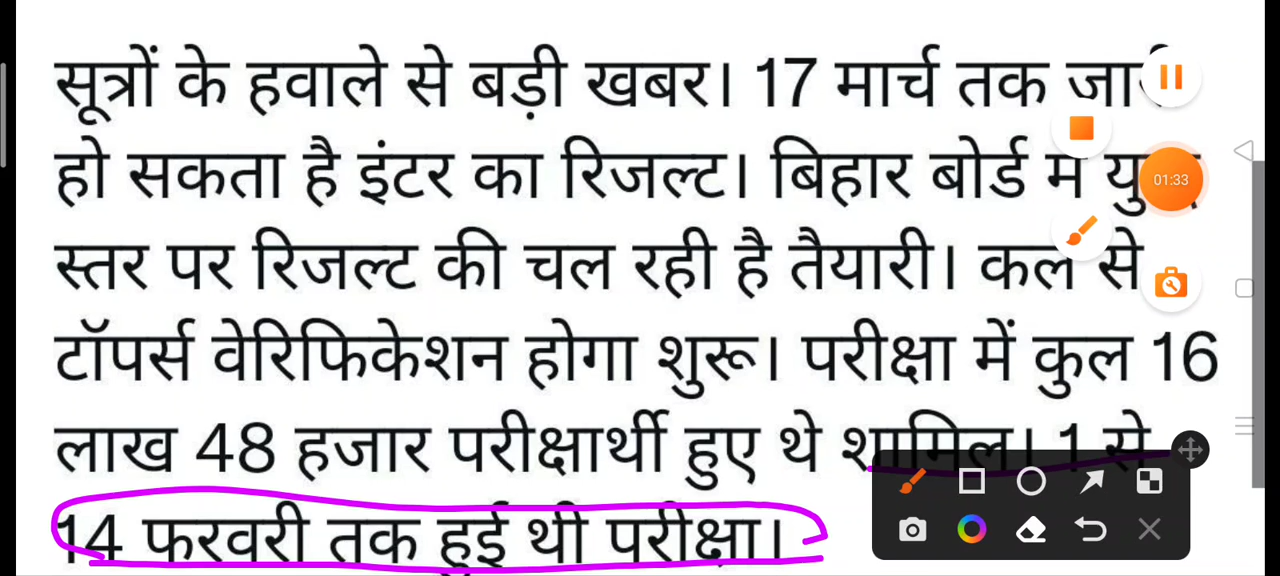 सूत्रों के हवाले से बड़ी खबर। 17 मार्च तक
हो सकता है इंटर का रिजल्ट। बिहार बोर्ड
01:33
स्तर पर रिजल्ट की चल रही है तैयारी। कल से
टॉपर्स वेरिफिकेशन होगा शुरू। परीक्षा में कुल 16
लाख 48 हजार परीक्षार्थी हुए थे शामिल। 1 से
14 फरवरी तक हुई थी परीक्षा।